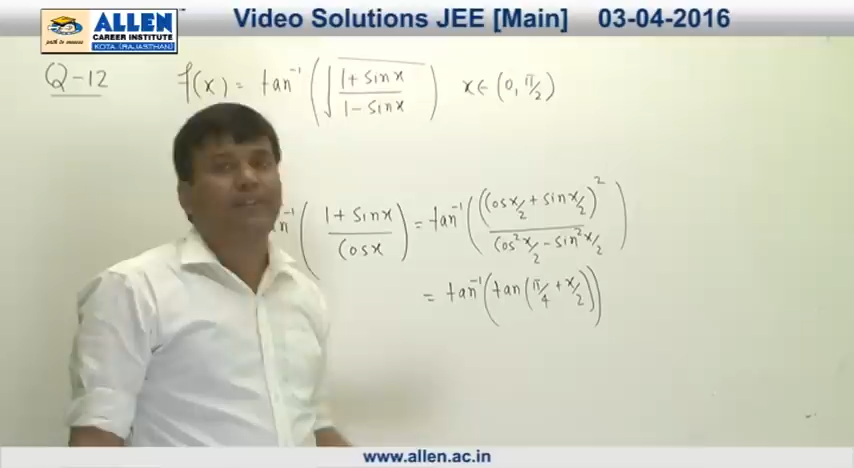 Video Solutions JEE [Main] 03-04-2016
ALLEN
CAREER INSTITUTE
KOTA (RAJASTHAN)
path to success
Q-12 f(x) = tan⁻¹(√((1+sinx)/(1-sinx))) x∈(0, π/2)
n⁻¹((1+sinx)/(cosx)) = tan⁻¹((cosx/2 + sinx/2)²/(cos²x/2 - sin²x/2))
= tan⁻¹(tan(π/4 + x/2))
www.allen.ac.in